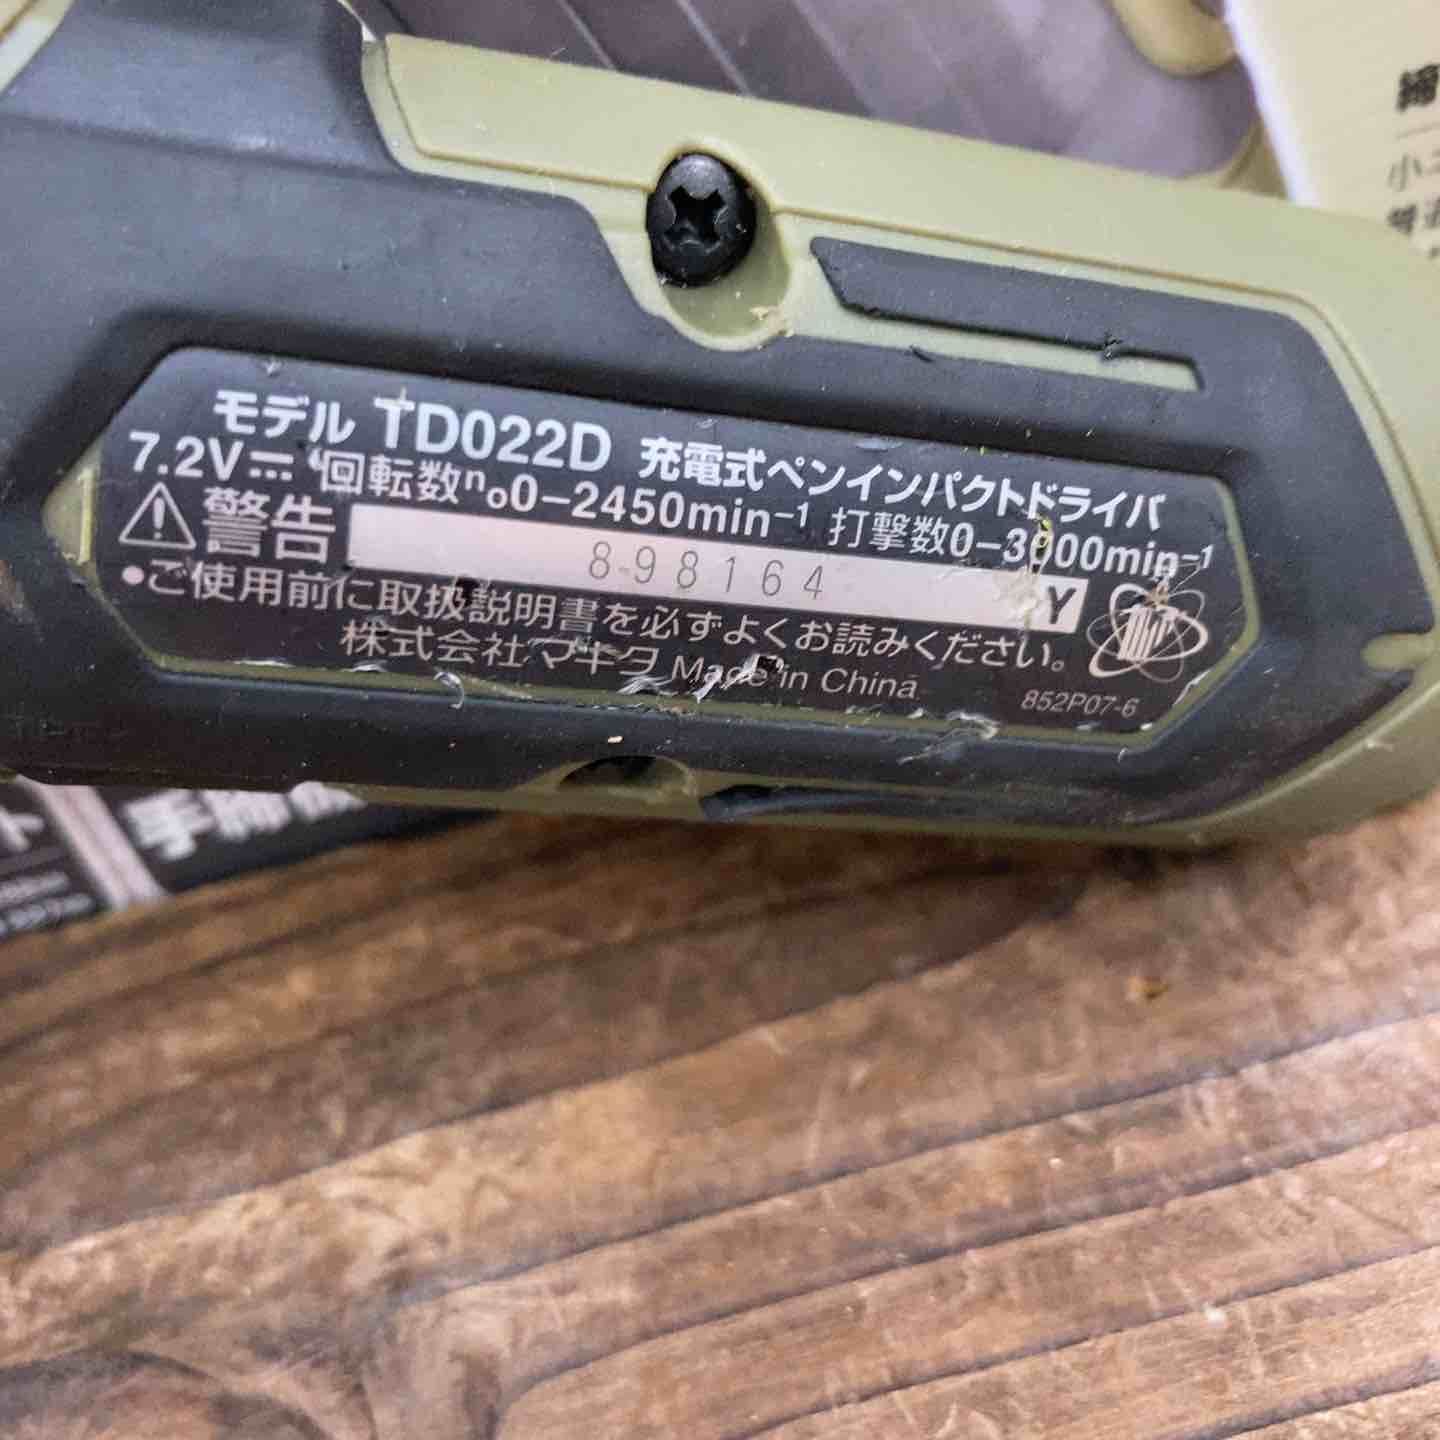 モデル TD022D 充電式ペンインパクトドライバ
7.2V⎓ 回転数n₀0-2450min⁻¹ 打撃数0-3000min⁻¹
⚠警告 8-98164 Y
●ご使用前に取扱説明書を必ずよくお読みください。
株式会社マキタ Made in China
852P07-6
小
ト